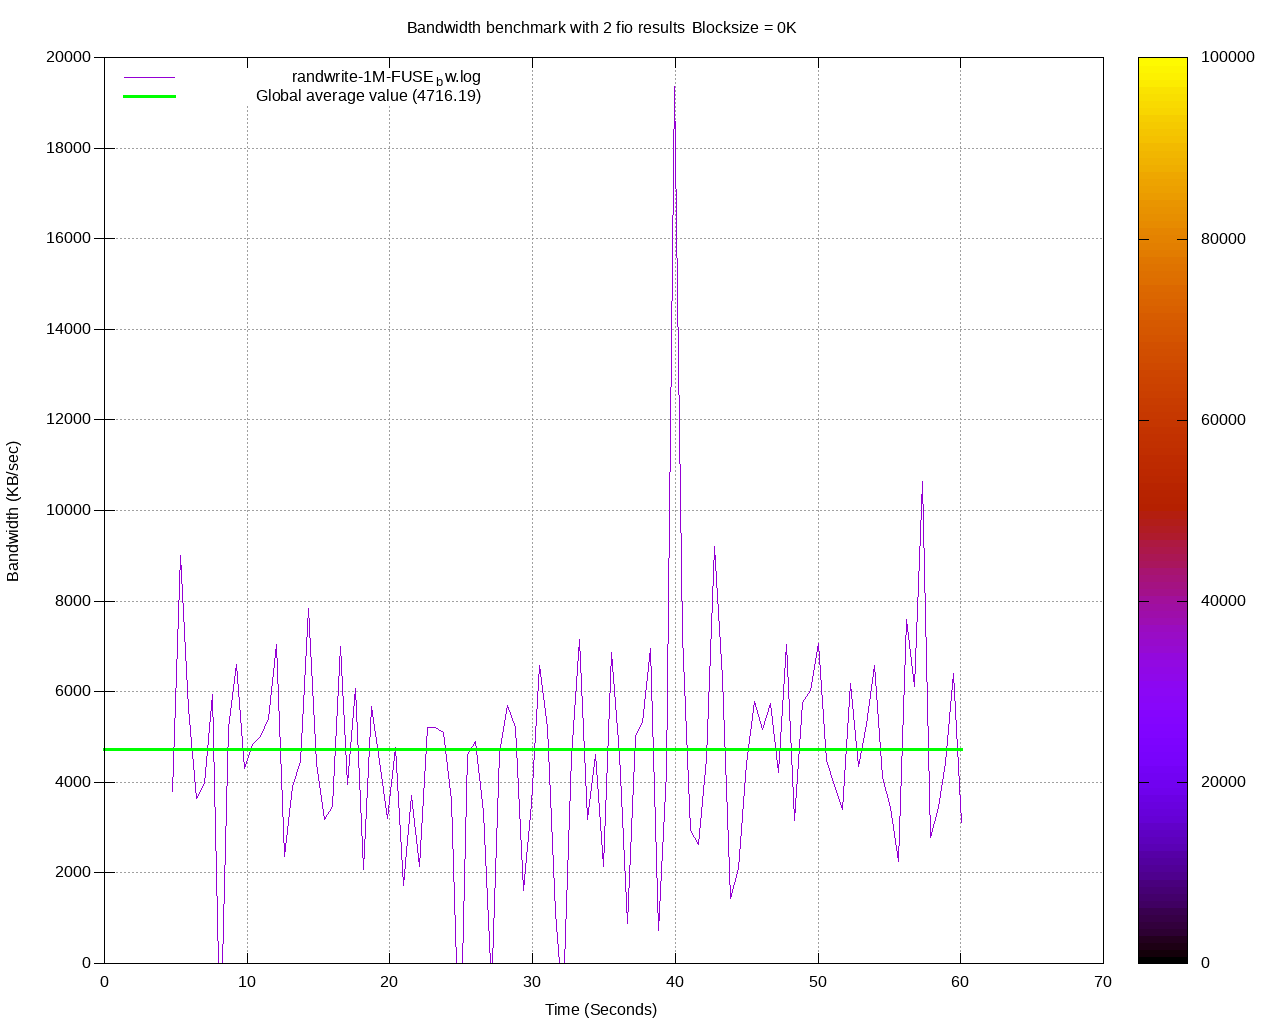 Bandwidth benchmark with 2 fio results Blocksize = 0K
randwrite-1M-FUSE_bw.log
Global average value (4716.19)
20000
18000
16000
14000
12000
10000
8000
6000
4000
2000
0
Bandwidth (KB/sec)
0 10 20 30 40 50 60 70
Time (Seconds)
100000
80000
60000
40000
20000
0